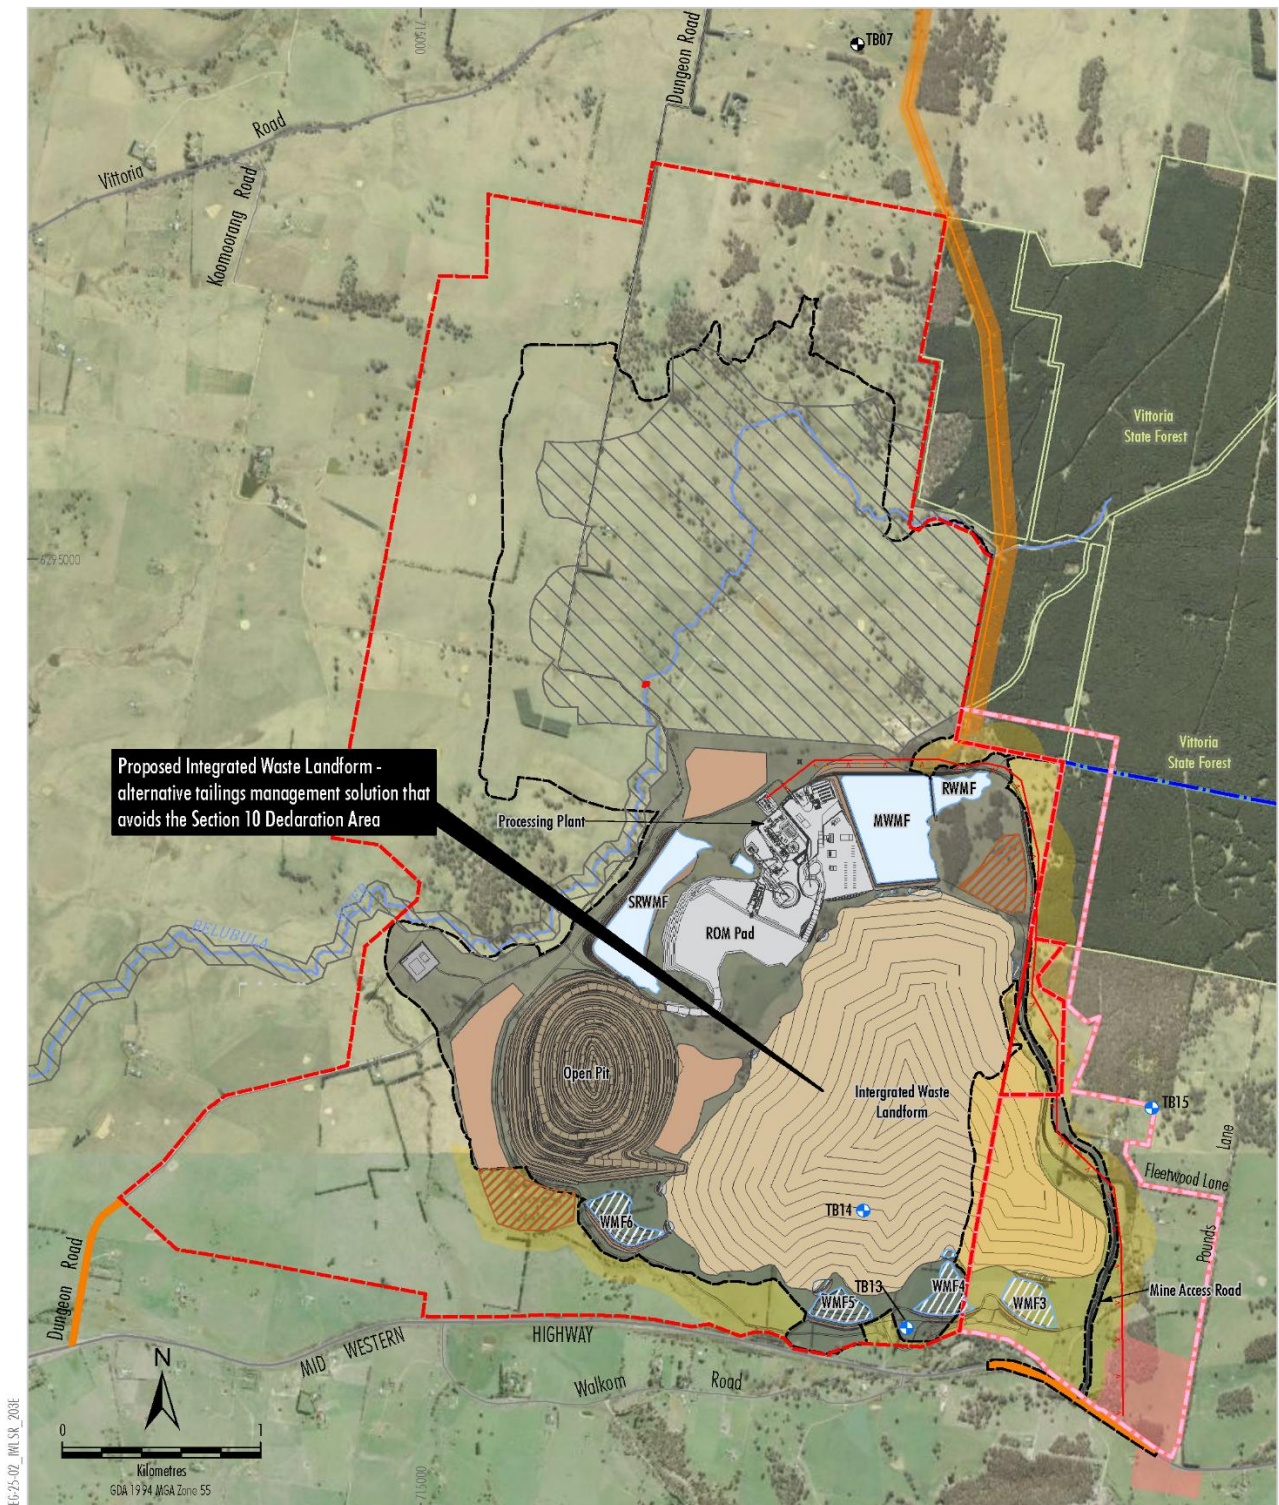 715000
Dungeon Road
TB07
Vittoria Road
Koomoorang Road
Vittoria
State Forest
6295000
Vittoria
State Forest
Proposed Integrated Waste Landform -
alternative tailings management solution that
avoids the Section 10 Declaration Area
Processing Plant
RWMF
MWMF
SRWMF
ROM Pad
BELUBULA
Open Pit
Intergrated Waste
Landform
TB15
Fleetwood Lane
Pounds Lane
TB14
WMF6
TB13
WMF5
WMF4
WMF3
Mine Access Road
Dungeon Road
MID WESTERN HIGHWAY
Walkom Road
N
0 1
Kilometres
GDA 1994 MGA Zone 55
715000